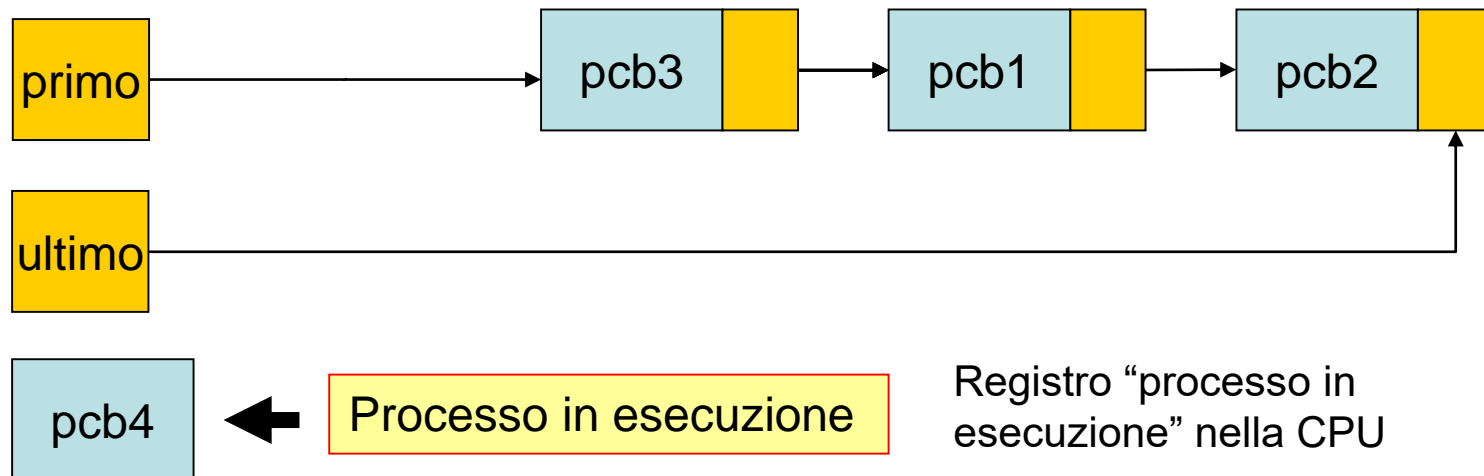 primo
pcb3
pcb1
pcb2
ultimo
pcb4
Processo in esecuzione
Registro “processo in
esecuzione” nella CPU